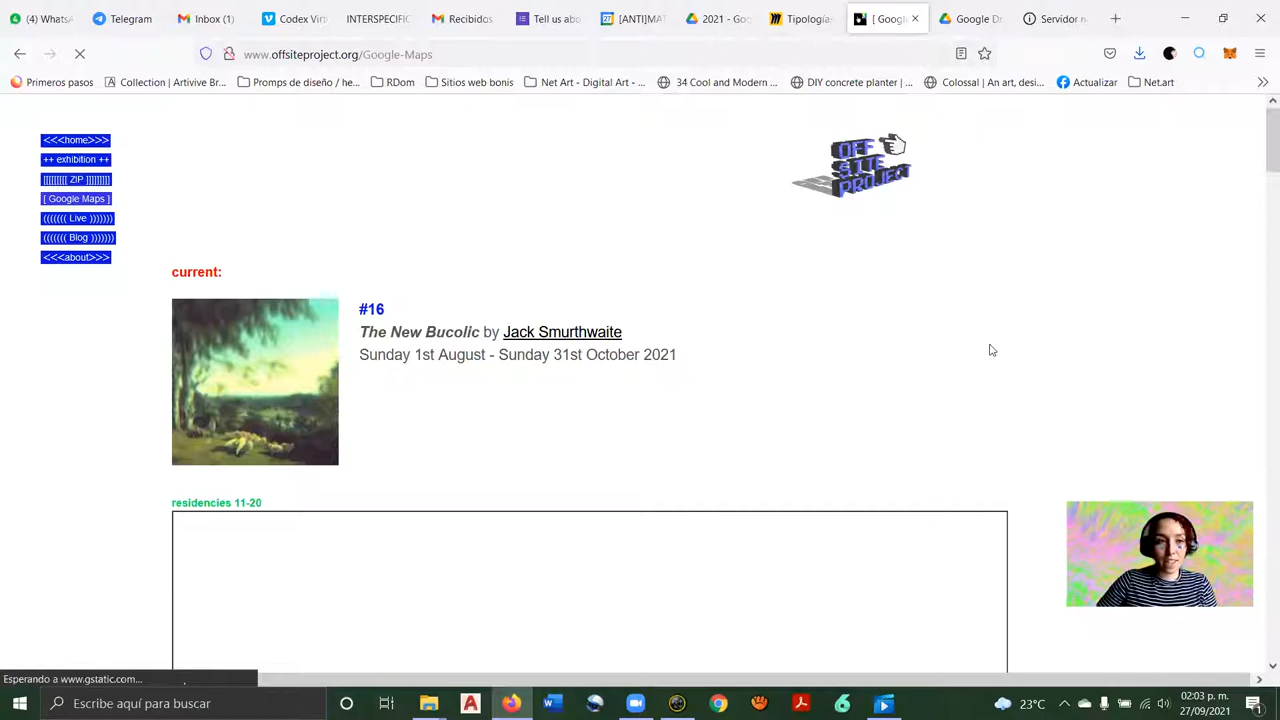 (4) WhatsA
Telegram
Inbox (1)
Codex Virt
INTERSPECIFIC
Recibidos
Tell us abo
[ANTI]MAT
2021 - Goo
Tipologías
[ Google
Google Dr
Servidor n
www.offsiteproject.org/Google-Maps
Primeros pasos
Collection | Artivive Br...
Promps de diseño / he...
RDom
Sitios web bonis
Net Art - Digital Art - ...
34 Cool and Modern ...
DIY concrete planter | ...
Colossal | An art, desi...
Actualizar
Net.art
<<<home>>>
++ exhibition ++
[[[[[[[[[ ZIP ]]]]]]]]]
[ Google Maps ]
((((((( Live )))))))
((((((( Blog )))))))
<<<about>>>
OFF
SITE
PROJECT
current:
#16
The New Bucolic by Jack Smurthwaite
Sunday 1st August - Sunday 31st October 2021
residencies 11-20
Esperando a www.gstatic.com...
Escribe aquí para buscar
23°C
02:03 p. m.
27/09/2021